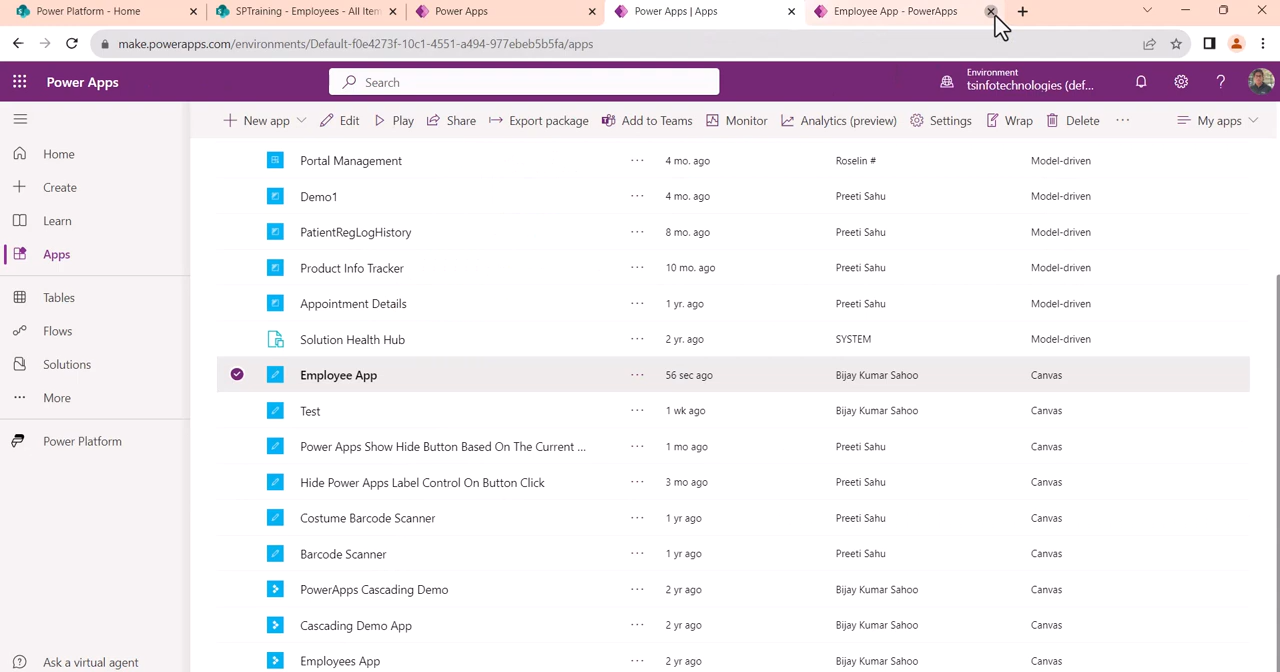 Power Platform - Home
SPTraining - Employees - All Item
Power Apps
Power Apps | Apps
Employee App - PowerApps
make.powerapps.com/environments/Default-f0e4273f-10c1-4551-a494-977ebeb5b5fa/apps
Power Apps
Search
Environment
tsinfotechnologies (def...
New app
Edit
Play
Share
Export package
Add to Teams
Monitor
Analytics (preview)
Settings
Wrap
Delete
My apps
Home
Create
Learn
Apps
Tables
Flows
Solutions
More
Power Platform
Ask a virtual agent
Portal Management 4 mo. ago Roselin # Model-driven
Demo1 4 mo. ago Preeti Sahu Model-driven
PatientRegLogHistory 8 mo. ago Preeti Sahu Model-driven
Product Info Tracker 10 mo. ago Preeti Sahu Model-driven
Appointment Details 1 yr. ago Preeti Sahu Model-driven
Solution Health Hub 2 yr. ago SYSTEM Model-driven
Employee App 56 sec ago Bijay Kumar Sahoo Canvas
Test 1 wk ago Bijay Kumar Sahoo Canvas
Power Apps Show Hide Button Based On The Current ... 1 mo ago Preeti Sahu Canvas
Hide Power Apps Label Control On Button Click 3 mo ago Preeti Sahu Canvas
Costume Barcode Scanner 1 yr ago Preeti Sahu Canvas
Barcode Scanner 1 yr ago Preeti Sahu Canvas
PowerApps Cascading Demo 2 yr ago Bijay Kumar Sahoo Canvas
Cascading Demo App 2 yr ago Bijay Kumar Sahoo Canvas
Employees App 2 yr ago Bijay Kumar Sahoo Canvas